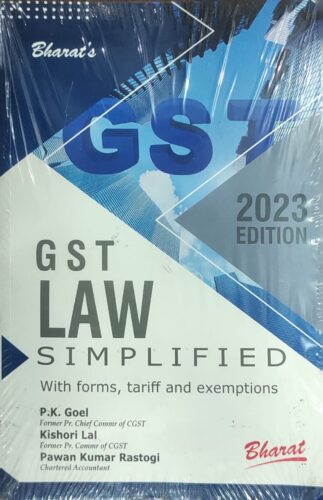 Bharat's
GST
2023
EDITION
GST
LAW
SIMPLIFIED
With forms, tariff and exemptions
P.K. Goel
Former Pr. Chief Commr of CGST
Kishori Lal
Former Pr. Commr of CGST
Pawan Kumar Rastogi
Chartered Accountant
Bharat